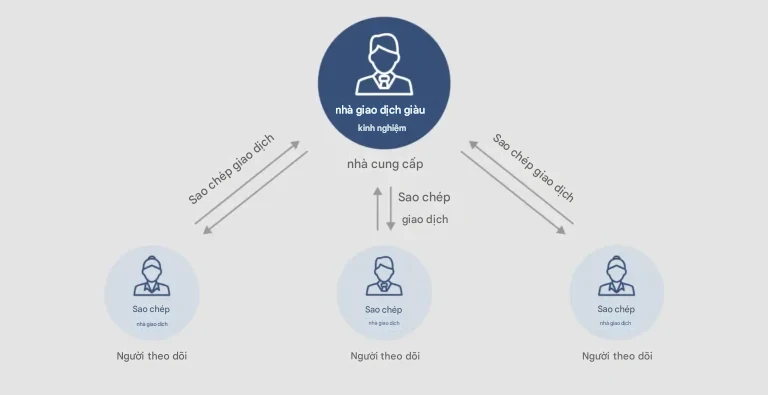 nhà giao dịch giàu
kinh nghiệm
nhà cung cấp
Sao chép giao dịch
Sao chép
giao dịch
Sao chép giao dịch
Sao chép
nhà giao dịch
Người theo dõi
Sao chép
nhà giao dịch
Người theo dõi
Sao chép
nhà giao dịch
Người theo dõi